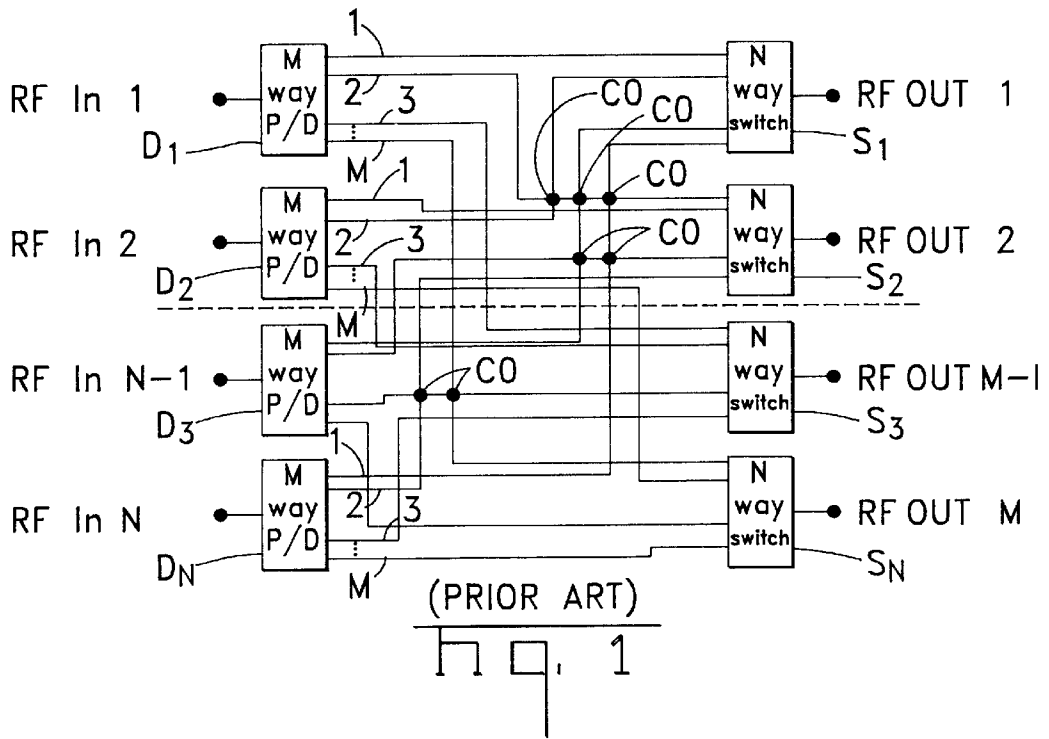 RF In 1
D1
M
way
P/D
1
2
3
M
CO
CO
CO
N
way
switch
RF OUT 1
S1
RF In 2
D2
M
way
P/D
1
2
3
M
CO
N
way
switch
RF OUT 2
S2
RF In N-1
D3
M
way
P/D
CO
N
way
switch
RF OUT M-1
S3
RF In N
DN
M
way
P/D
1
2
3
M
N
way
switch
RF OUT M
SN
(PRIOR ART)
Fig. 1